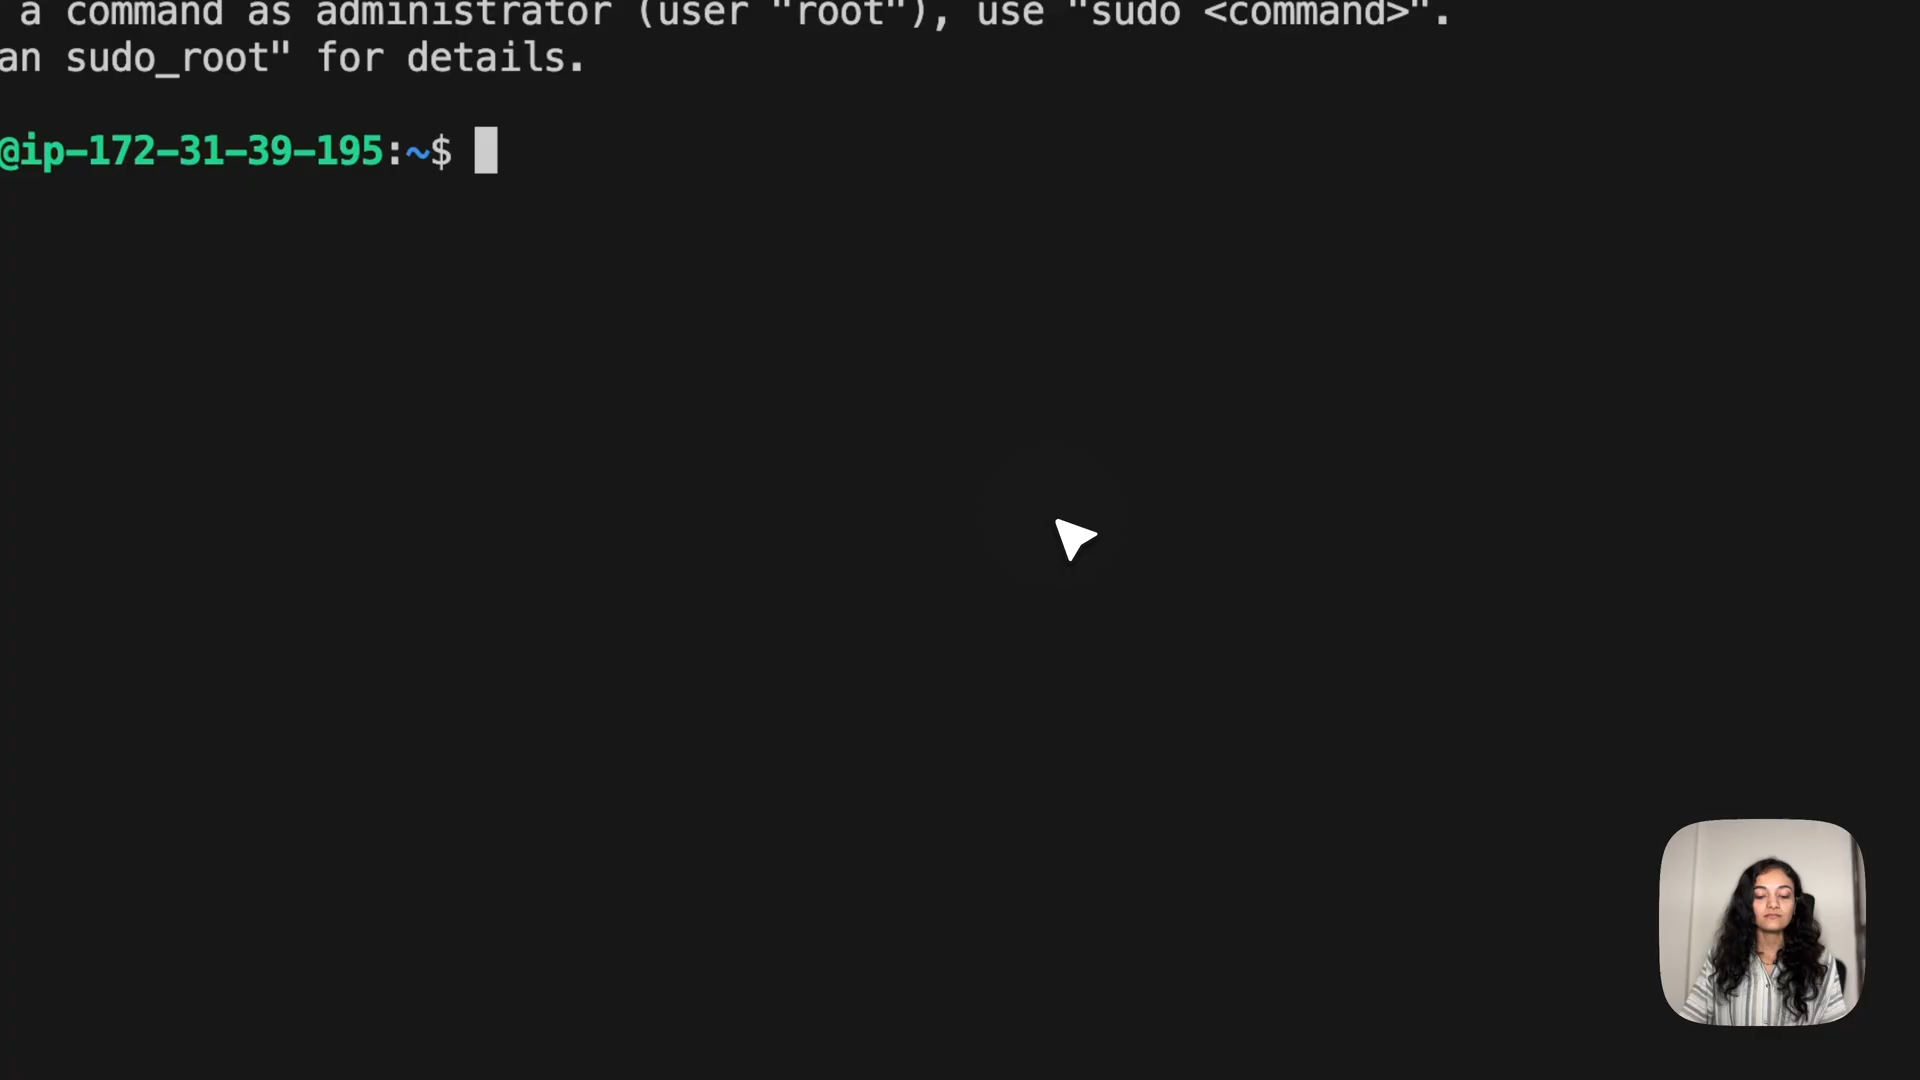 a command as administrator (user "root"), use "sudo <command>".
an sudo_root" for details.
@ip-172-31-39-195:~$